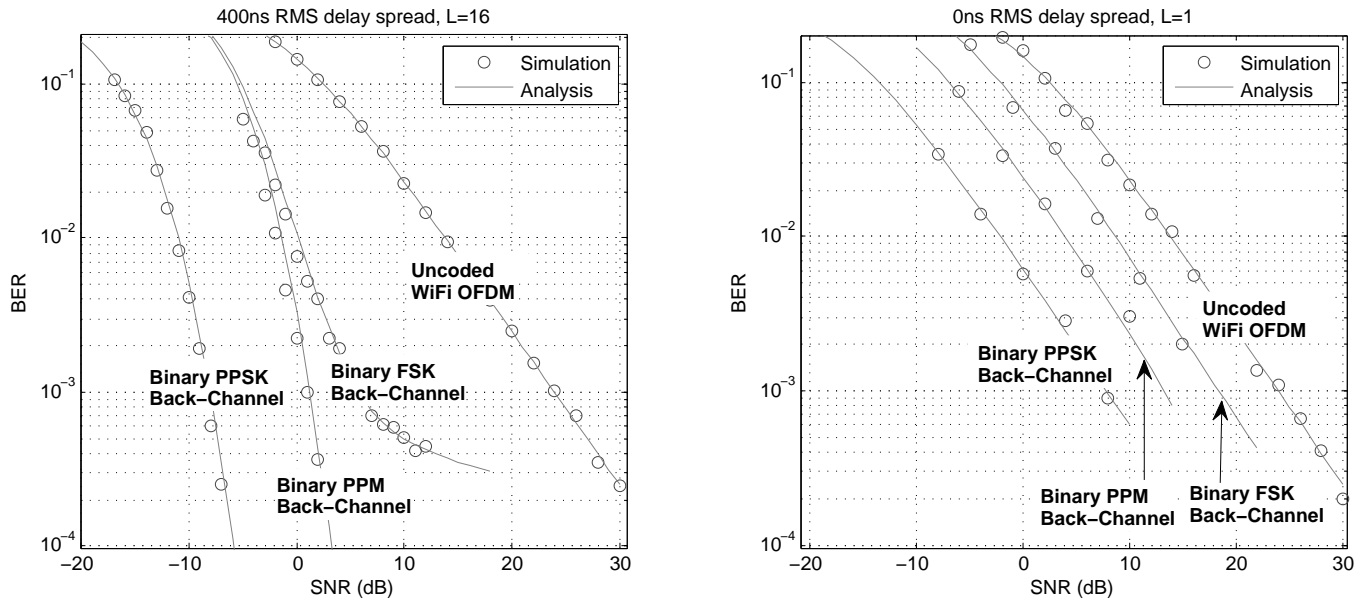 400ns RMS delay spread, L=16
10⁻¹
10⁻²
10⁻³
10⁻⁴
BER
Simulation
Analysis
Uncoded
WiFi OFDM
Binary PPSK
Back−Channel
Binary FSK
Back−Channel
Binary PPM
Back−Channel
−20 −10 0 10 20 30
SNR (dB)
0ns RMS delay spread, L=1
10⁻¹
10⁻²
10⁻³
10⁻⁴
BER
Simulation
Analysis
Uncoded
WiFi OFDM
Binary PPSK
Back−Channel
Binary PPM
Back−Channel
Binary FSK
Back−Channel
−20 −10 0 10 20 30
SNR (dB)